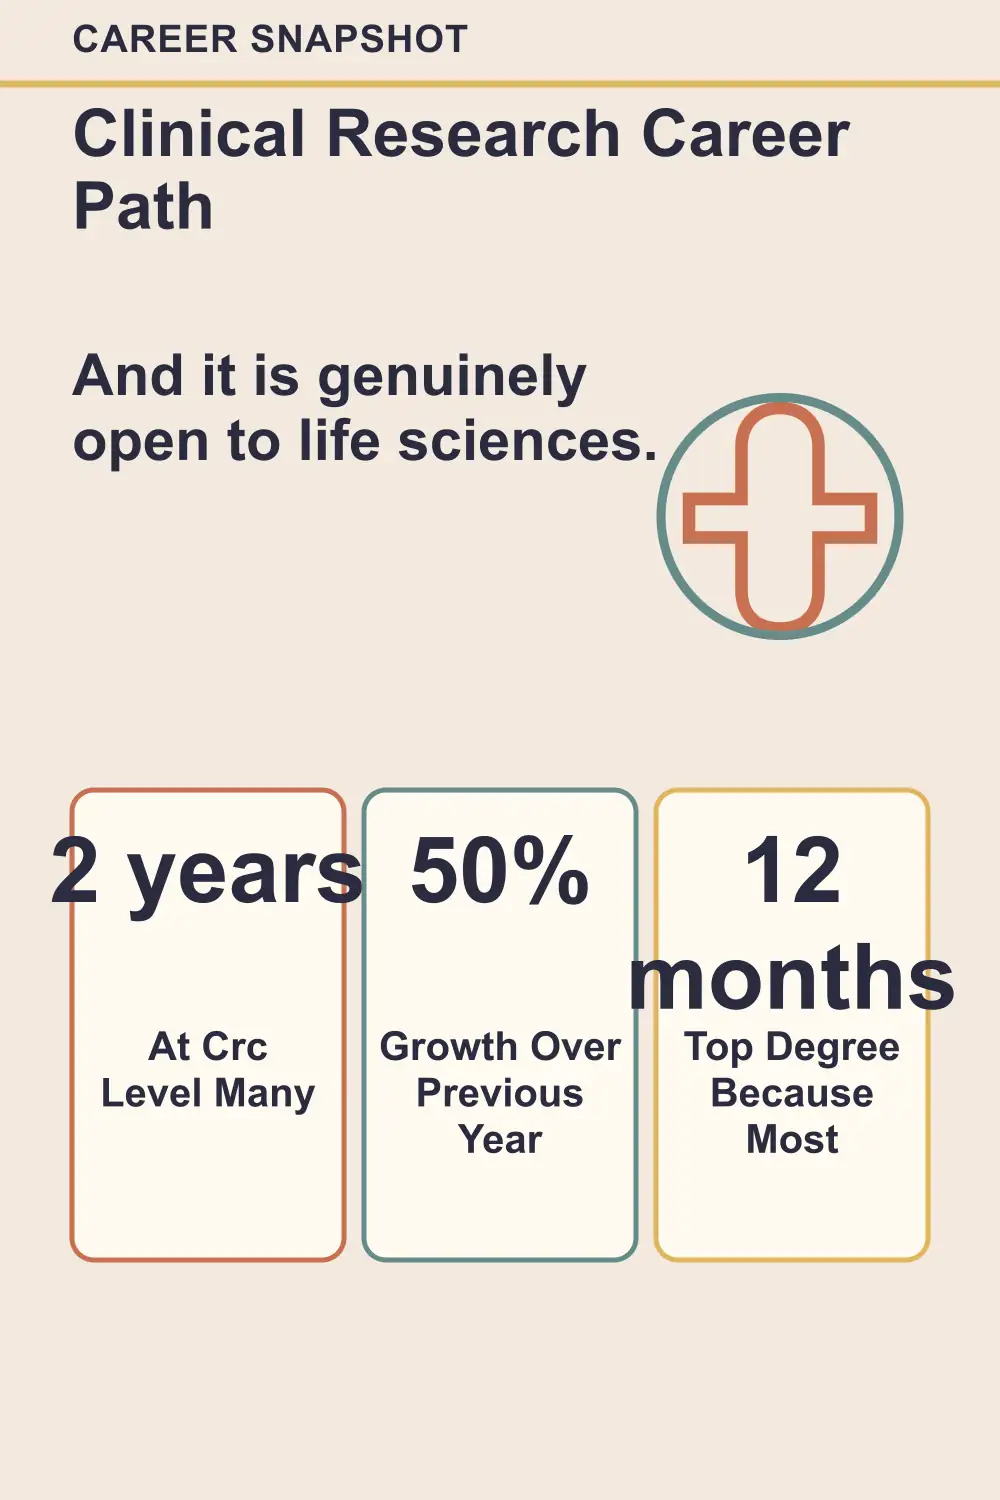 CAREER SNAPSHOT
Clinical Research Career
Path
And it is genuinely
open to life sciences.
2 years
At Crc
Level Many
50%
Growth Over
Previous
Year
12
months
Top Degree
Because
Most